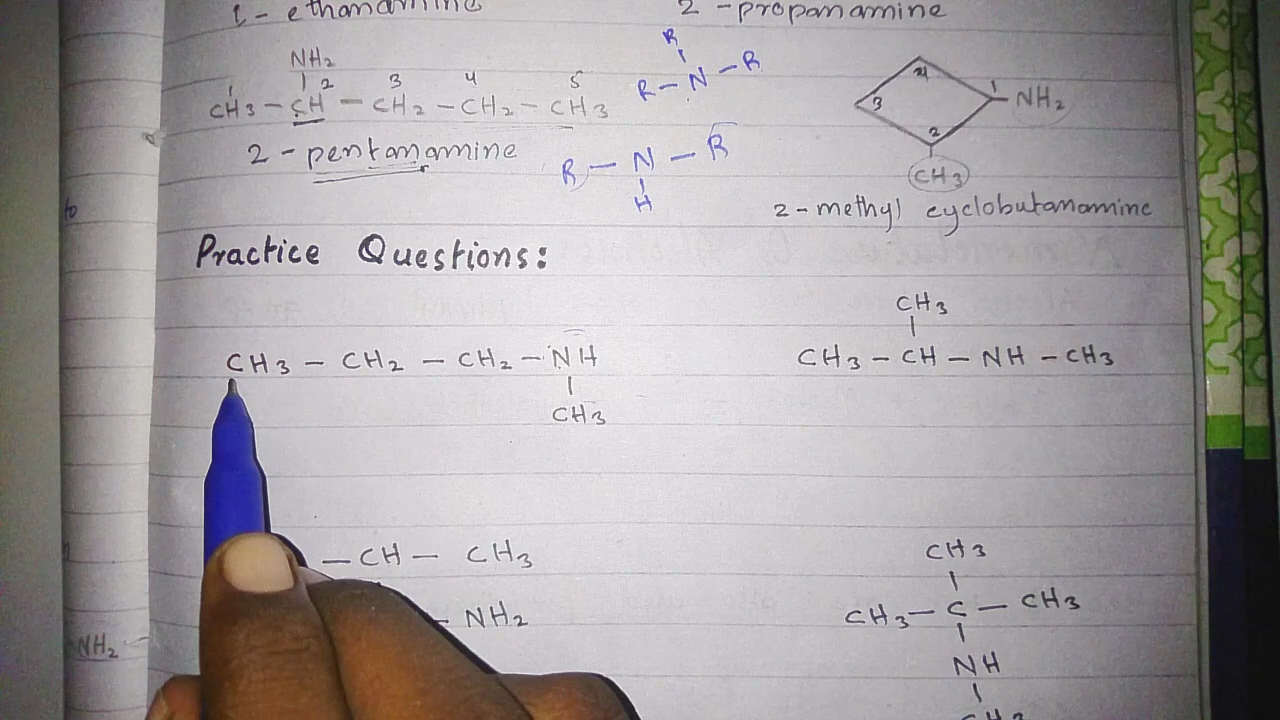 1 - ethanamine
2 - propanamine
NH2
1 2 3 4 5
CH3 - CH - CH2 - CH2 - CH3
2 - pentanamine
R
R - N - R
R - N - R
H
4
3 1 - NH2
2
CH3
2 - methyl cyclobutanamine
to
Practice Questions:
CH3 - CH2 - CH2 - NH
CH3
CH3
CH3 - CH - NH - CH3
- CH - CH3
- NH2
CH3
CH3 - C - CH3
NH
CH3
NH2